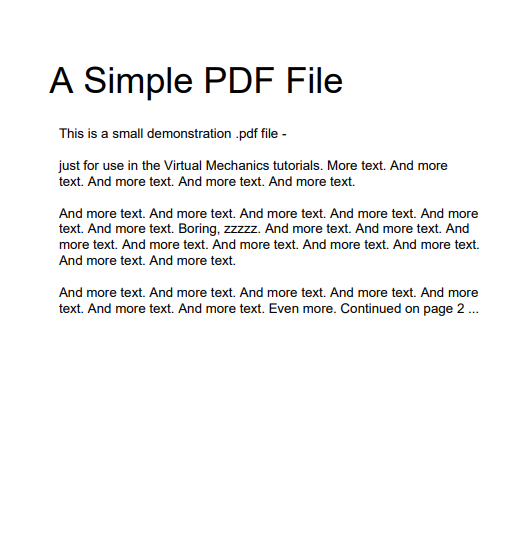 A Simple PDF File
This is a small demonstration .pdf file -
just for use in the Virtual Mechanics tutorials. More text. And more
text. And more text. And more text. And more text.
And more text. And more text. And more text. And more text. And more
text. And more text. Boring, zzzzz. And more text. And more text. And
more text. And more text. And more text. And more text. And more text.
And more text. And more text.
And more text. And more text. And more text. And more text. And more
text. And more text. And more text. Even more. Continued on page 2 ...